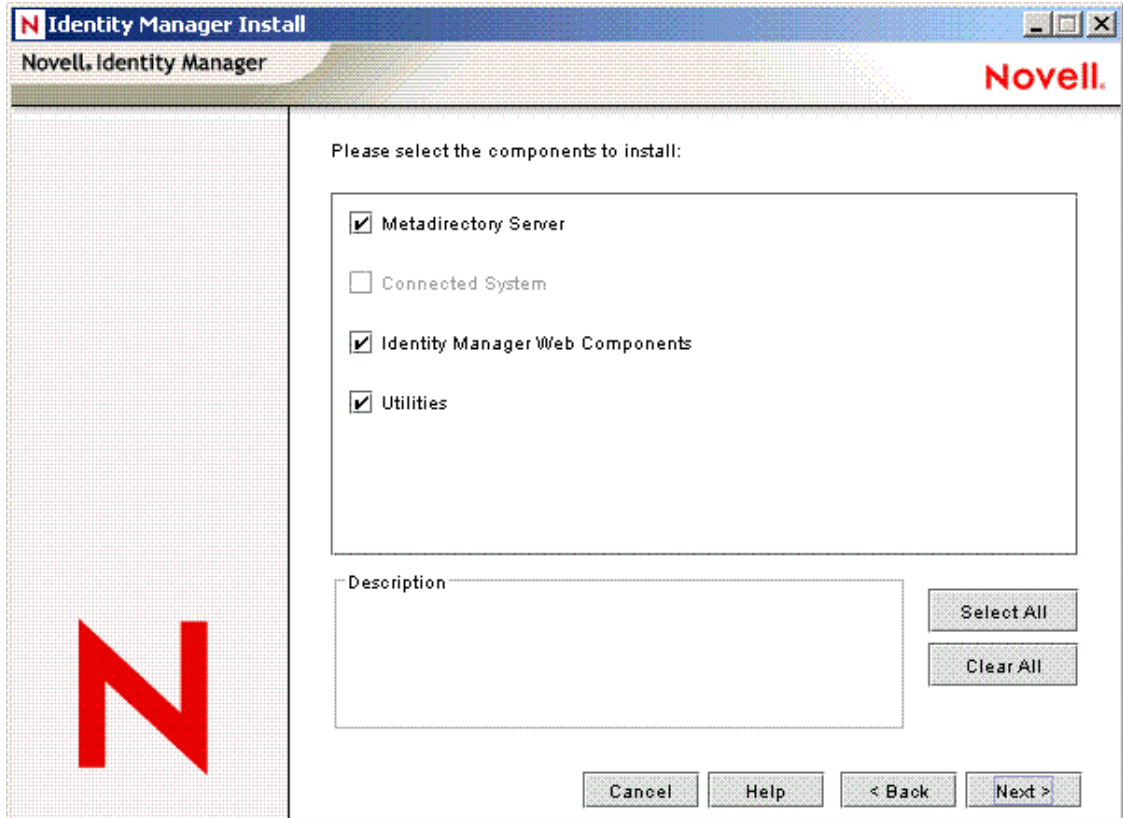 N Identity Manager Install
Novell. Identity Manager
Novell.
Please select the components to install:
Metadirectory Server
Connected System
Identity Manager Web Components
Utilities
Description
Select All
Clear All
N
Cancel
Help
< Back
Next >